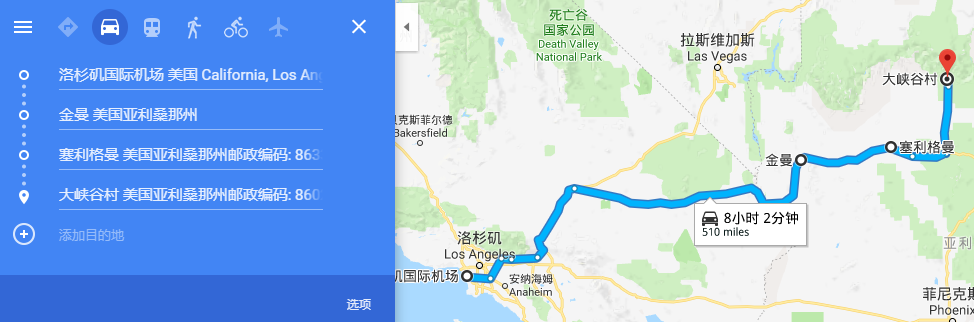 洛杉矶国际机场 美国 California, Los An
金曼 美国亚利桑那州
塞利格曼 美国亚利桑那州邮政编码: 863
大峡谷村 美国亚利桑那州邮政编码: 860
添加目的地
选项
死亡谷
国家公园
Death Valley
National Park
拉斯维加斯
Las Vegas
大峡谷村
贝克斯菲尔德
Bakersfield
塞利格曼
金曼
8小时 2分钟
510 miles
洛杉矶
Los Angeles
矶国际机场
安纳海姆
Anaheim
亚利
菲尼克斯
Phoenix